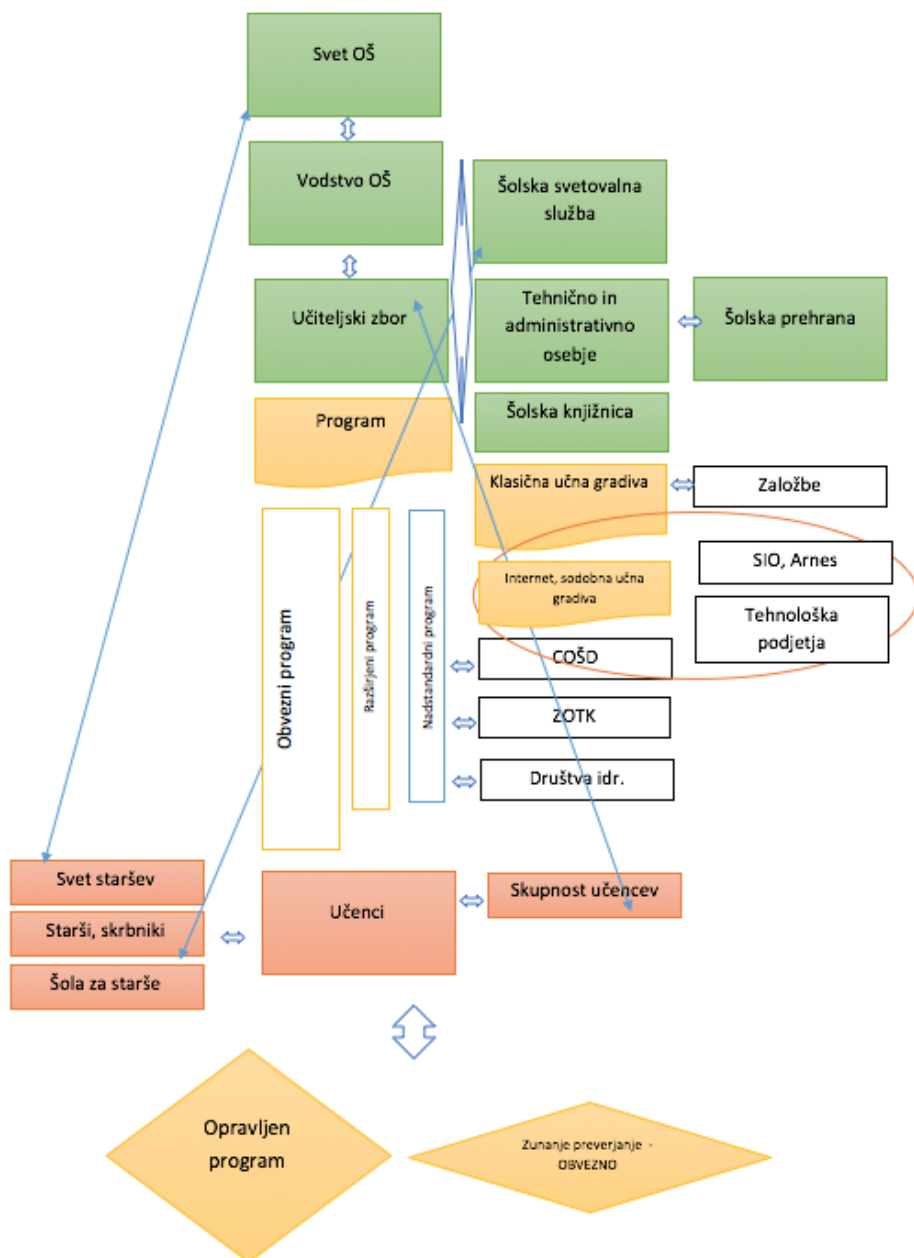 Svet OŠ
Vodstvo OŠ
Šolska svetovalna
služba
Učiteljski zbor
Tehnično in
administrativno
osebje
Šolska prehrana
Program
Šolska knjižnica
Klasična učna gradiva
Založbe
SIO, Arnes
Internet, sodobna učna
gradiva
Tehnološka
podjetja
Obvezni program
Razširjeni program
Nadstandardni program
COŠD
ZOTK
Društva idr.
Svet staršev
Starši, skrbniki
Šola za starše
Učenci
Skupnost učencev
Opravljen
program
Zunanje preverjanje -
OBVEZNO